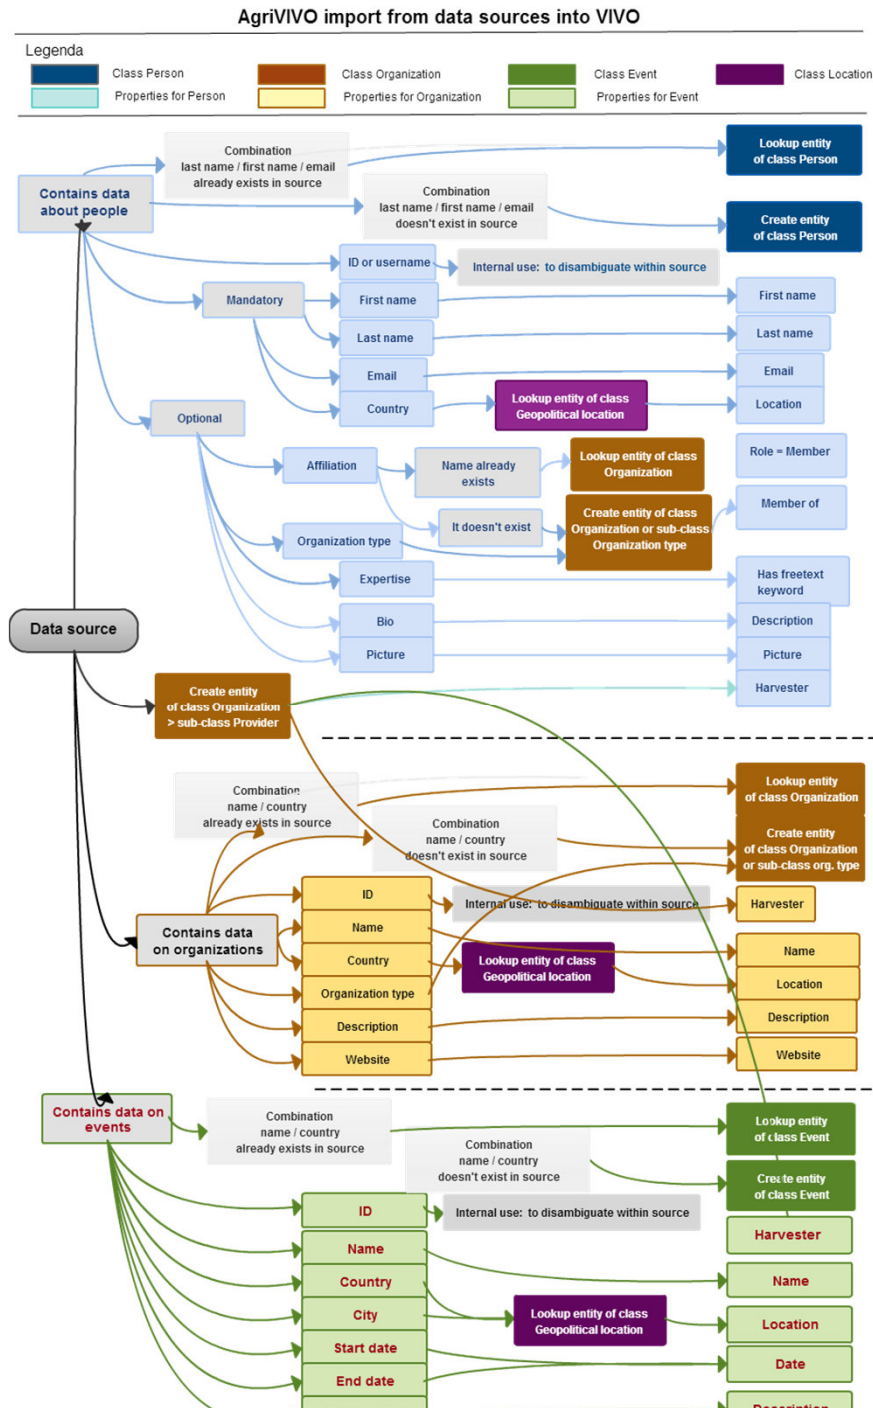 AgriVIVO import from data sources into VIVO
Legenda
Class Person
Class Organization
Class Event
Class Location
Properties for Person
Properties for Organization
Properties for Event
Combination
last name / first name / email
already exists in source
Lookup entity
of class Person
Contains data
about people
Combination
last name / first name / email
doesn't exist in source
Create entity
of class Person
ID or username
Internal use: to disambiguate within source
Mandatory
First name
First name
Last name
Last name
Email
Email
Country
Lookup entity of class
Geopolitical location
Location
Optional
Affiliation
Name already
exists
Lookup entity of class
Organization
Role = Member
It doesn't exist
Create entity of class
Organization or sub-class
Organization type
Member of
Organization type
Expertise
Has freetext
keyword
Bio
Description
Data source
Picture
Picture
Create entity
of class Organization
> sub-class Provider
Harvester
Combination
name / country
already exists in source
Lookup entity
of class Organization
Combination
name / country
doesn't exist in source
Create entity
of class Organization
or sub-class org. type
ID
Internal use: to disambiguate within source
Harvester
Contains data
on organizations
Name
Name
Country
Lookup entity of class
Geopolitical location
Location
Organization type
Description
Description
Website
Website
Contains data on
events
Combination
name / country
already exists in source
Lookup entity
of class Event
Combination
name / country
doesn't exist in source
Create entity
of class Event
ID
Internal use: to disambiguate within source
Harvester
Name
Name
Country
City
Lookup entity of class
Geopolitical location
Location
Start date
Date
End date
Description